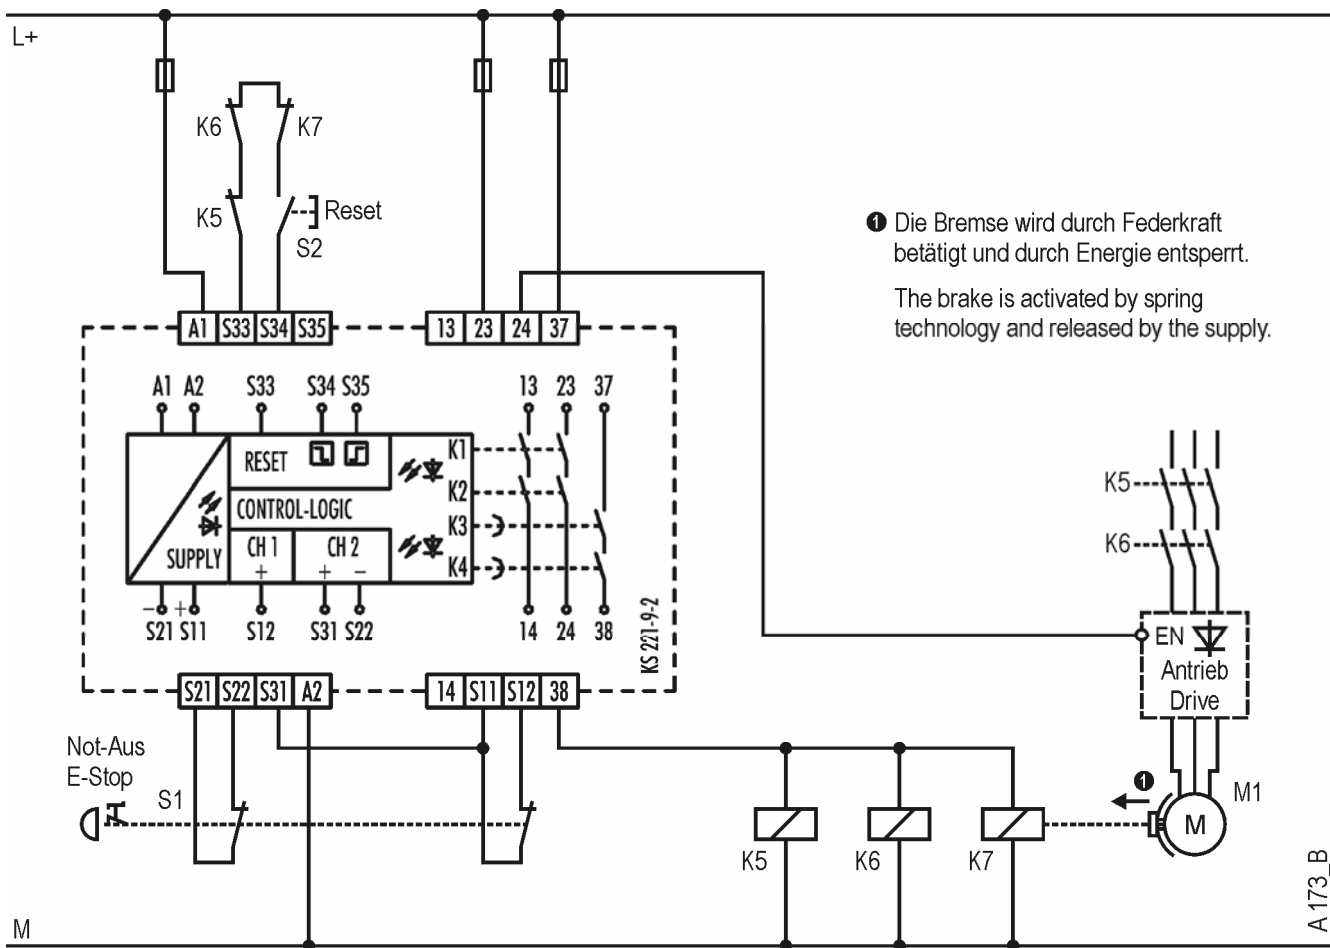 L+
K6
K7
K5
Reset
S2
❶ Die Bremse wird durch Federkraft
betätigt und durch Energie entsperrt.
The brake is activated by spring
technology and released by the supply.
A1 S33 S34 S35
13 23 24 37
A1 A2 S33 S34 S35 13 23 37
RESET
K1
K2
CONTROL-LOGIC
K3
SUPPLY
CH 1
CH 2
K4
+ + −
− +
S21 S11 S12 S31 S22 14 24 38
KS 221-9-2
S21 S22 S31 A2
14 S11 S12 38
K5
K6
EN
Antrieb
Drive
Not-Aus
E-Stop
S1
❶
M1
M
K5
K6
K7
M
A 173_B